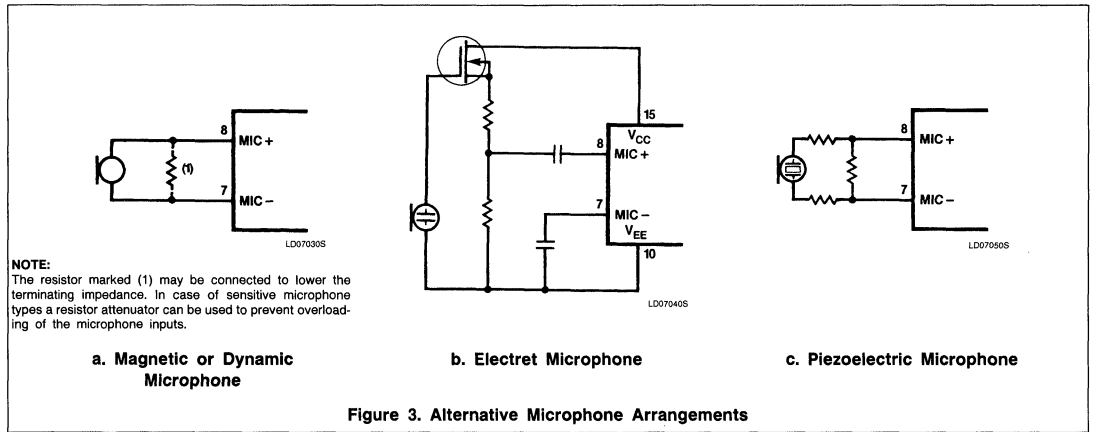 8
MIC +
(1)
7
MIC −
LD07030S
NOTE:
The resistor marked (1) may be connected to lower the
terminating impedance. In case of sensitive microphone
types a resistor attenuator can be used to prevent overload-
ing of the microphone inputs.
a. Magnetic or Dynamic
Microphone
15
VCC
8
MIC +
7
MIC −
VEE
10
LD07040S
b. Electret Microphone
8
MIC +
7
MIC −
LD07050S
c. Piezoelectric Microphone
Figure 3. Alternative Microphone Arrangements